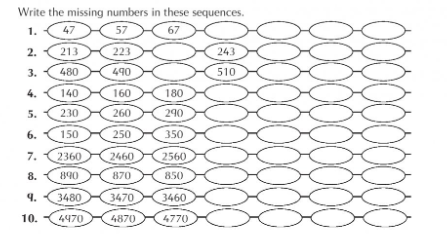 Write the missing numbers in these sequences.
1. 47 57 67
2. 213 223 243
3. 480 490 510
4. 140 160 180
5. 230 260 290
6. 150 250 350
7. 2360 2460 2560
8. 890 870 850
9. 3480 3470 3460
10. 4970 4870 4770